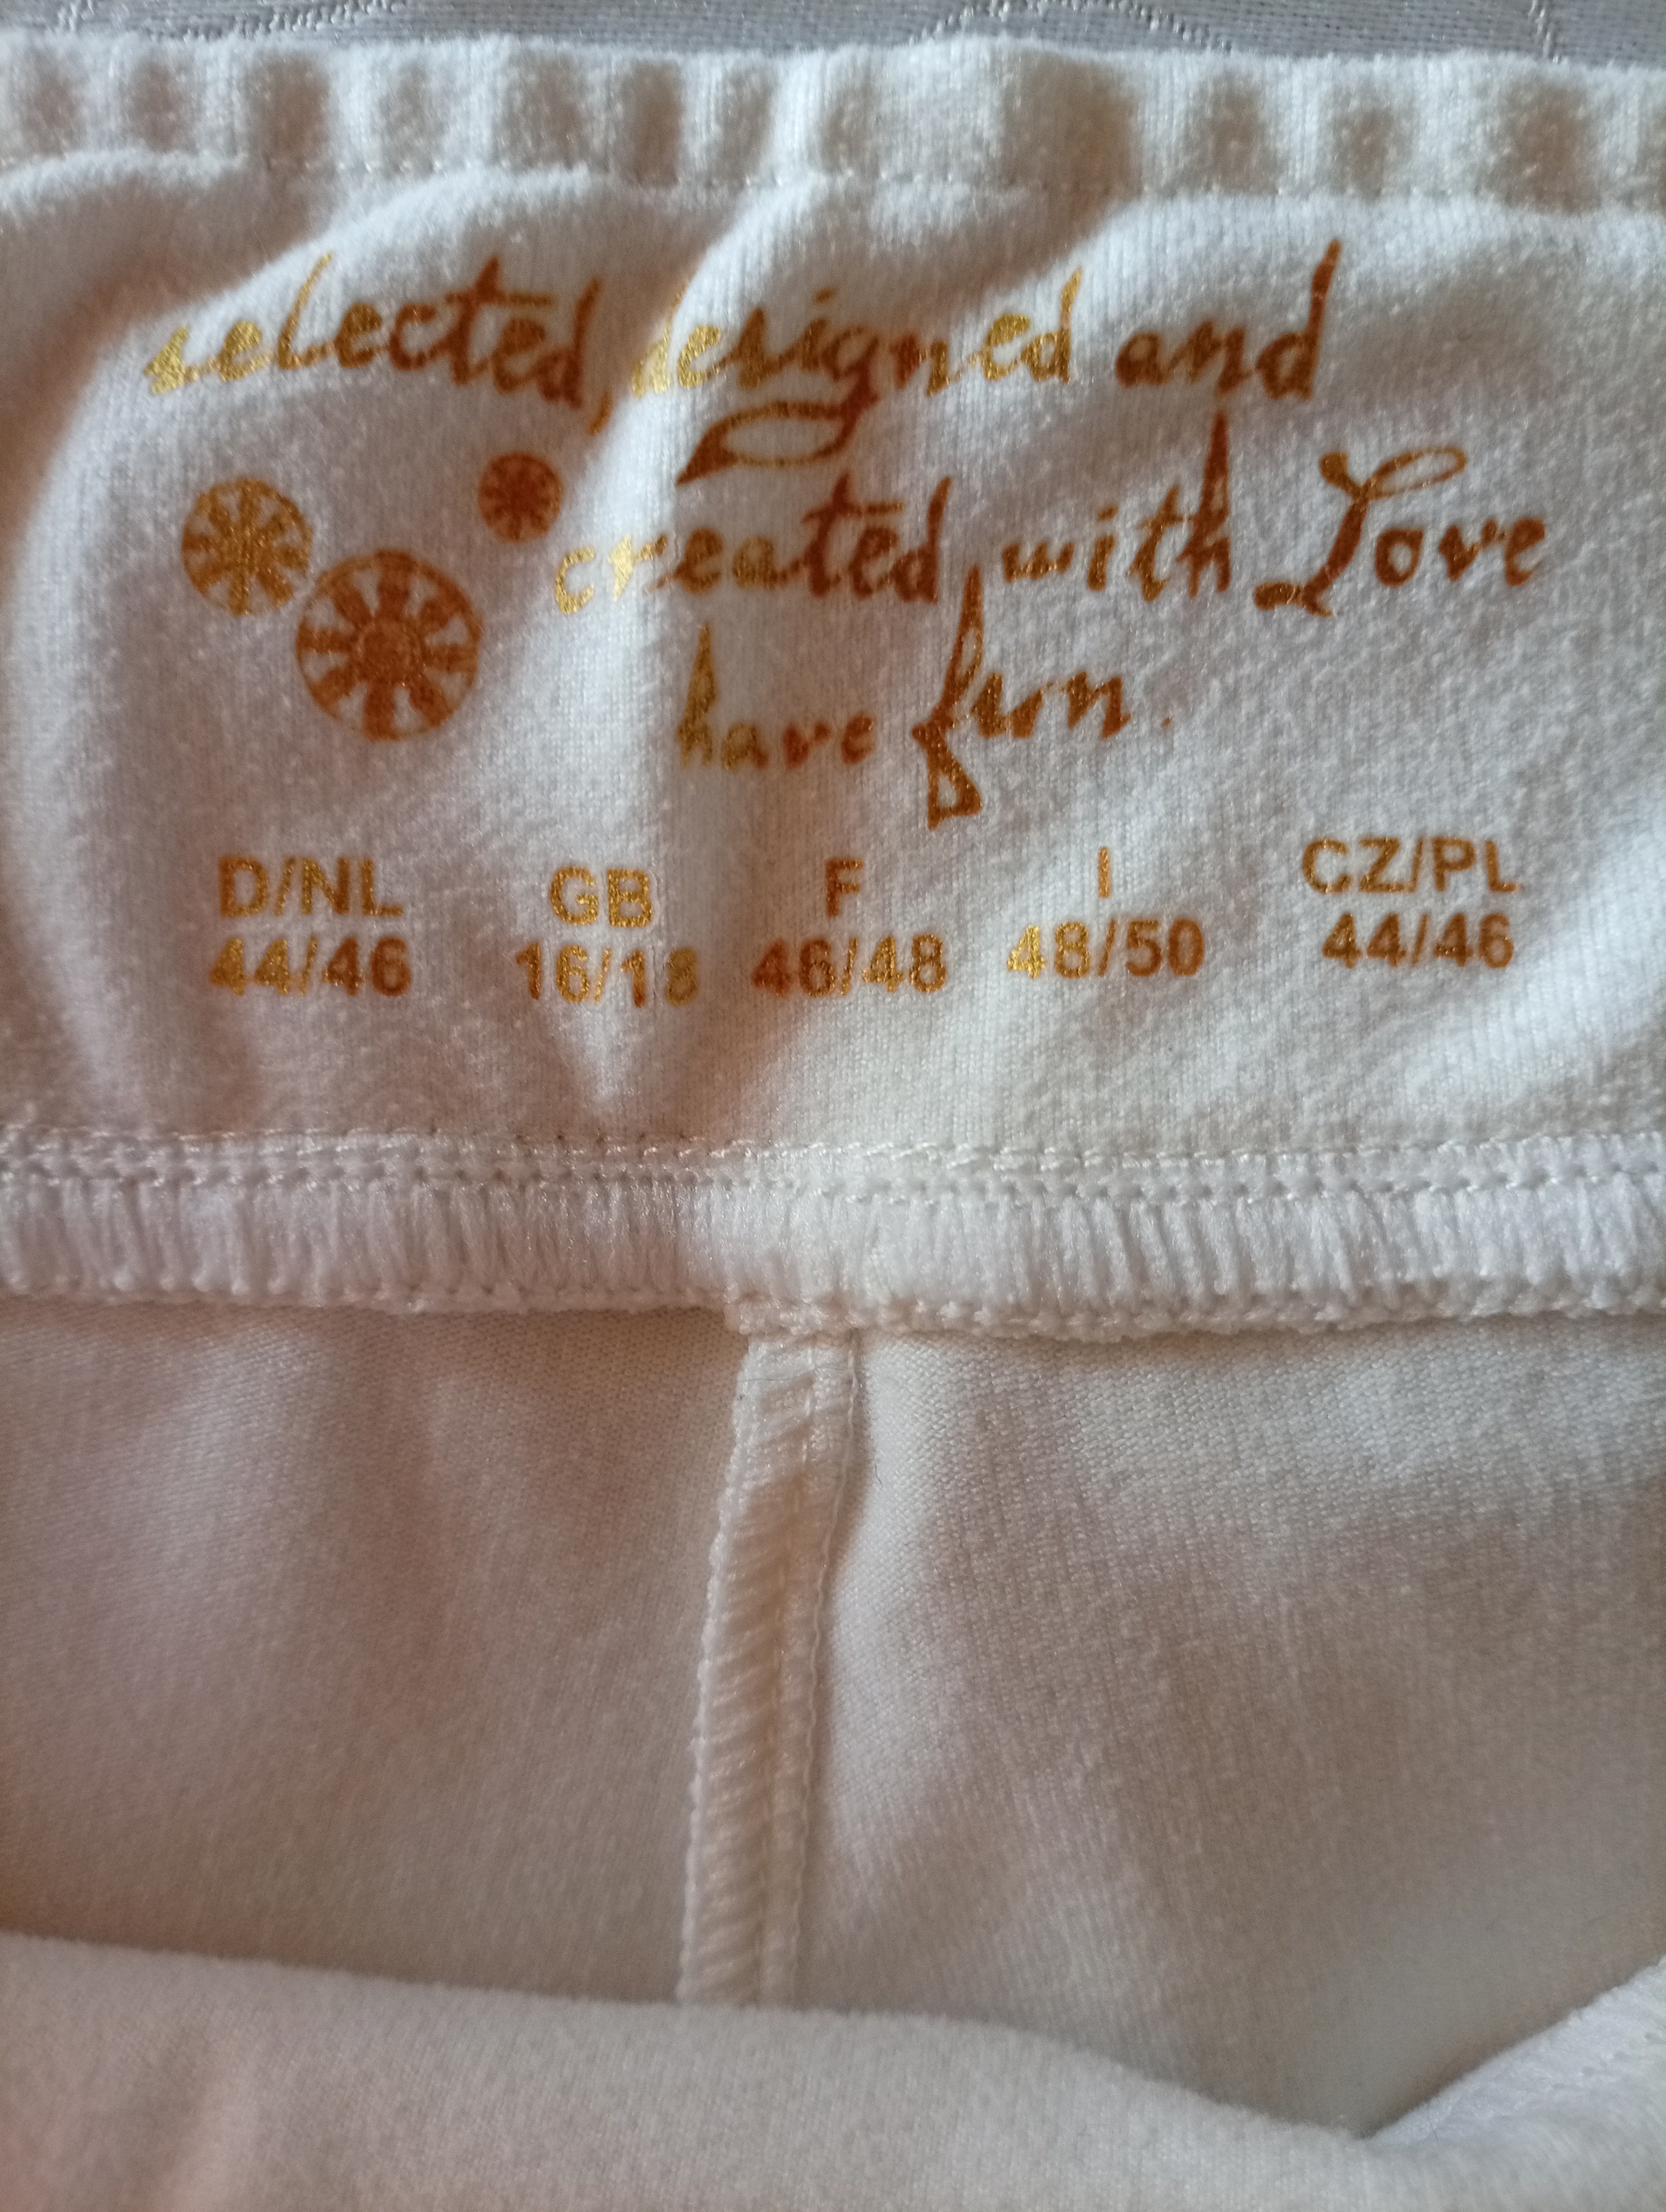 selected, designed and
created with Love
have fun.
D/NL GB F I CZ/PL
44/46 16/18 46/48 48/50 44/46